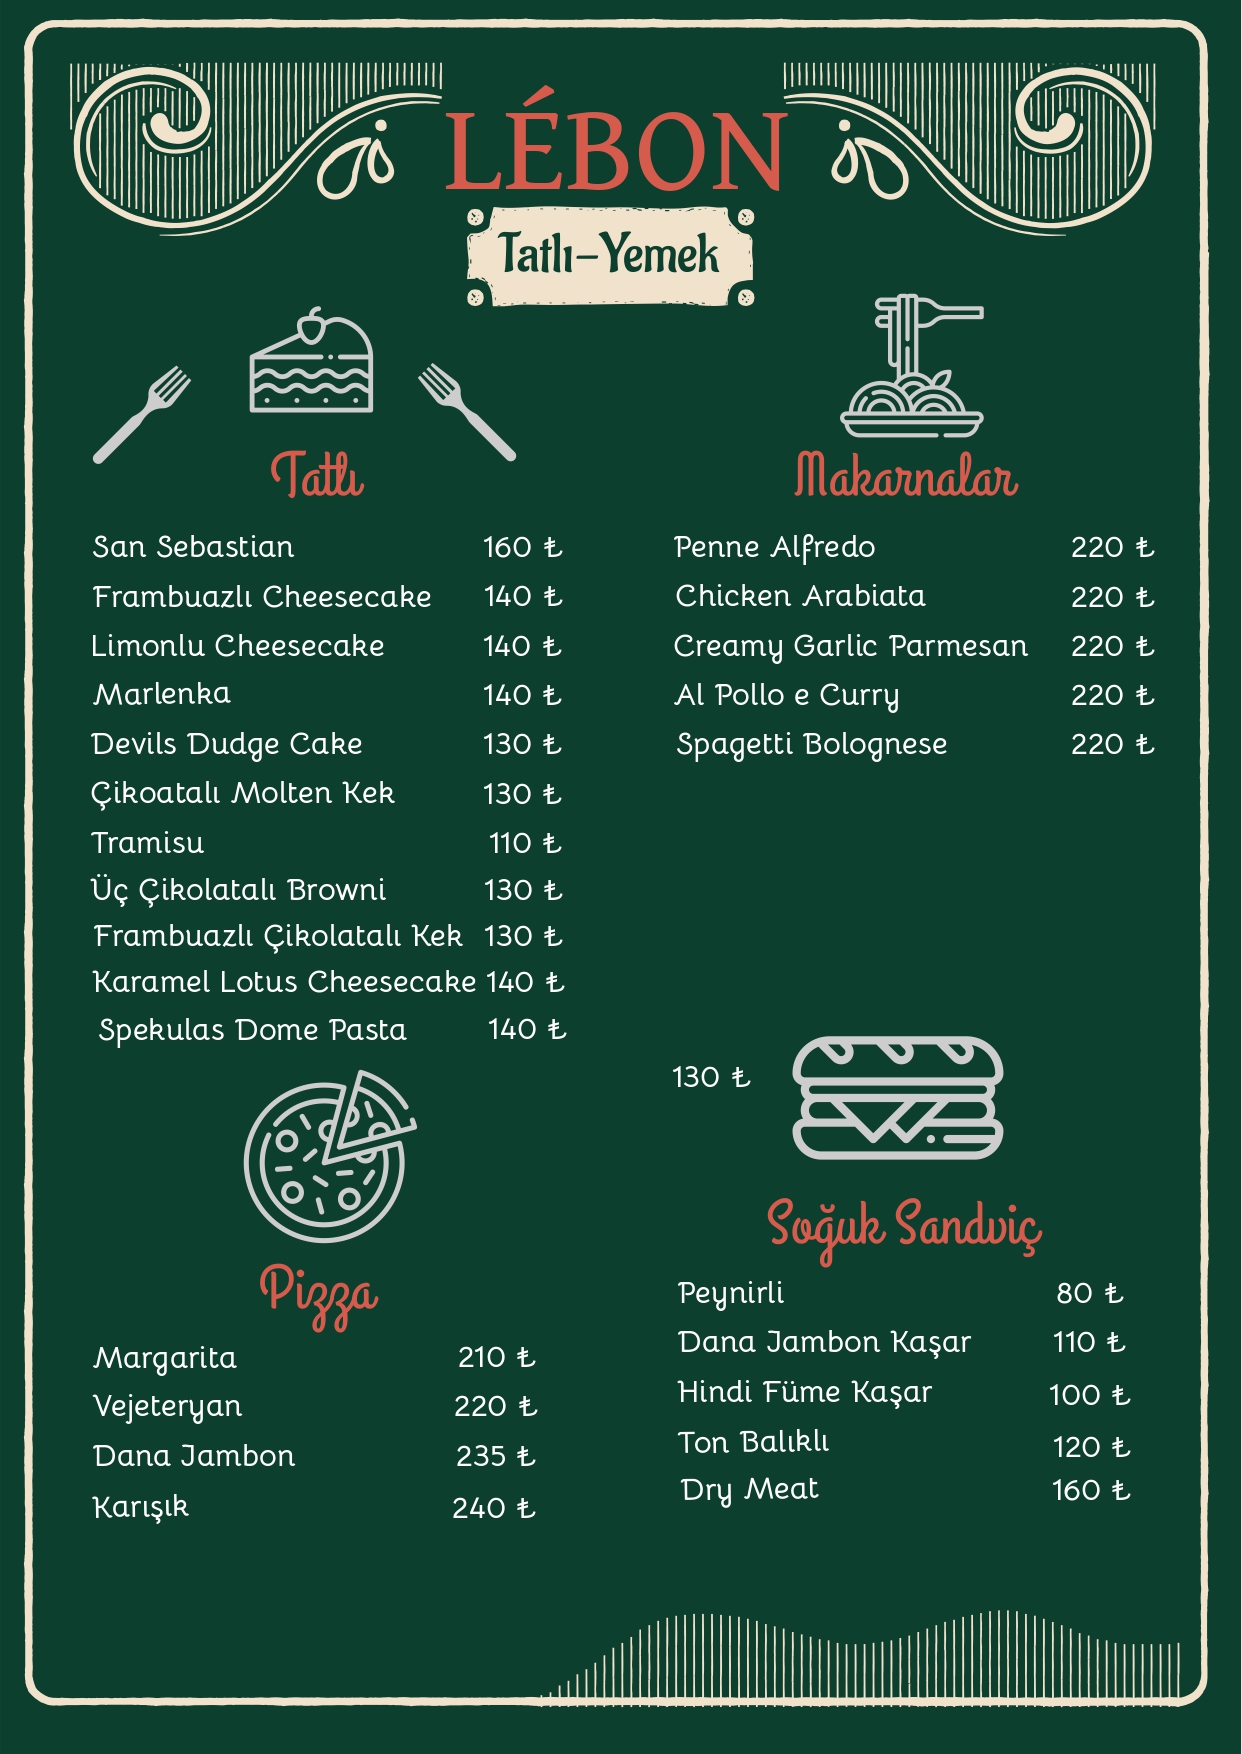 LÉBON
Tatlı-Yemek
Tatlı
San Sebastian 160 ₺
Frambuazlı Cheesecake 140 ₺
Limonlu Cheesecake 140 ₺
Marlenka 140 ₺
Devils Dudge Cake 130 ₺
Çikoatalı Molten Kek 130 ₺
Tramisu 110 ₺
Üç Çikolatalı Browni 130 ₺
Frambuazlı Çikolatalı Kek 130 ₺
Karamel Lotus Cheesecake 140 ₺
Spekulas Dome Pasta 140 ₺
Makarnalar
Penne Alfredo 220 ₺
Chicken Arabiata 220 ₺
Creamy Garlic Parmesan 220 ₺
Al Pollo e Curry 220 ₺
Spagetti Bolognese 220 ₺
130 ₺
Pizza
Margarita 210 ₺
Vejeteryan 220 ₺
Dana Jambon 235 ₺
Karışık 240 ₺
Soğuk Sandviç
Peynirli 80 ₺
Dana Jambon Kaşar 110 ₺
Hindi Füme Kaşar 100 ₺
Ton Balıklı 120 ₺
Dry Meat 160 ₺